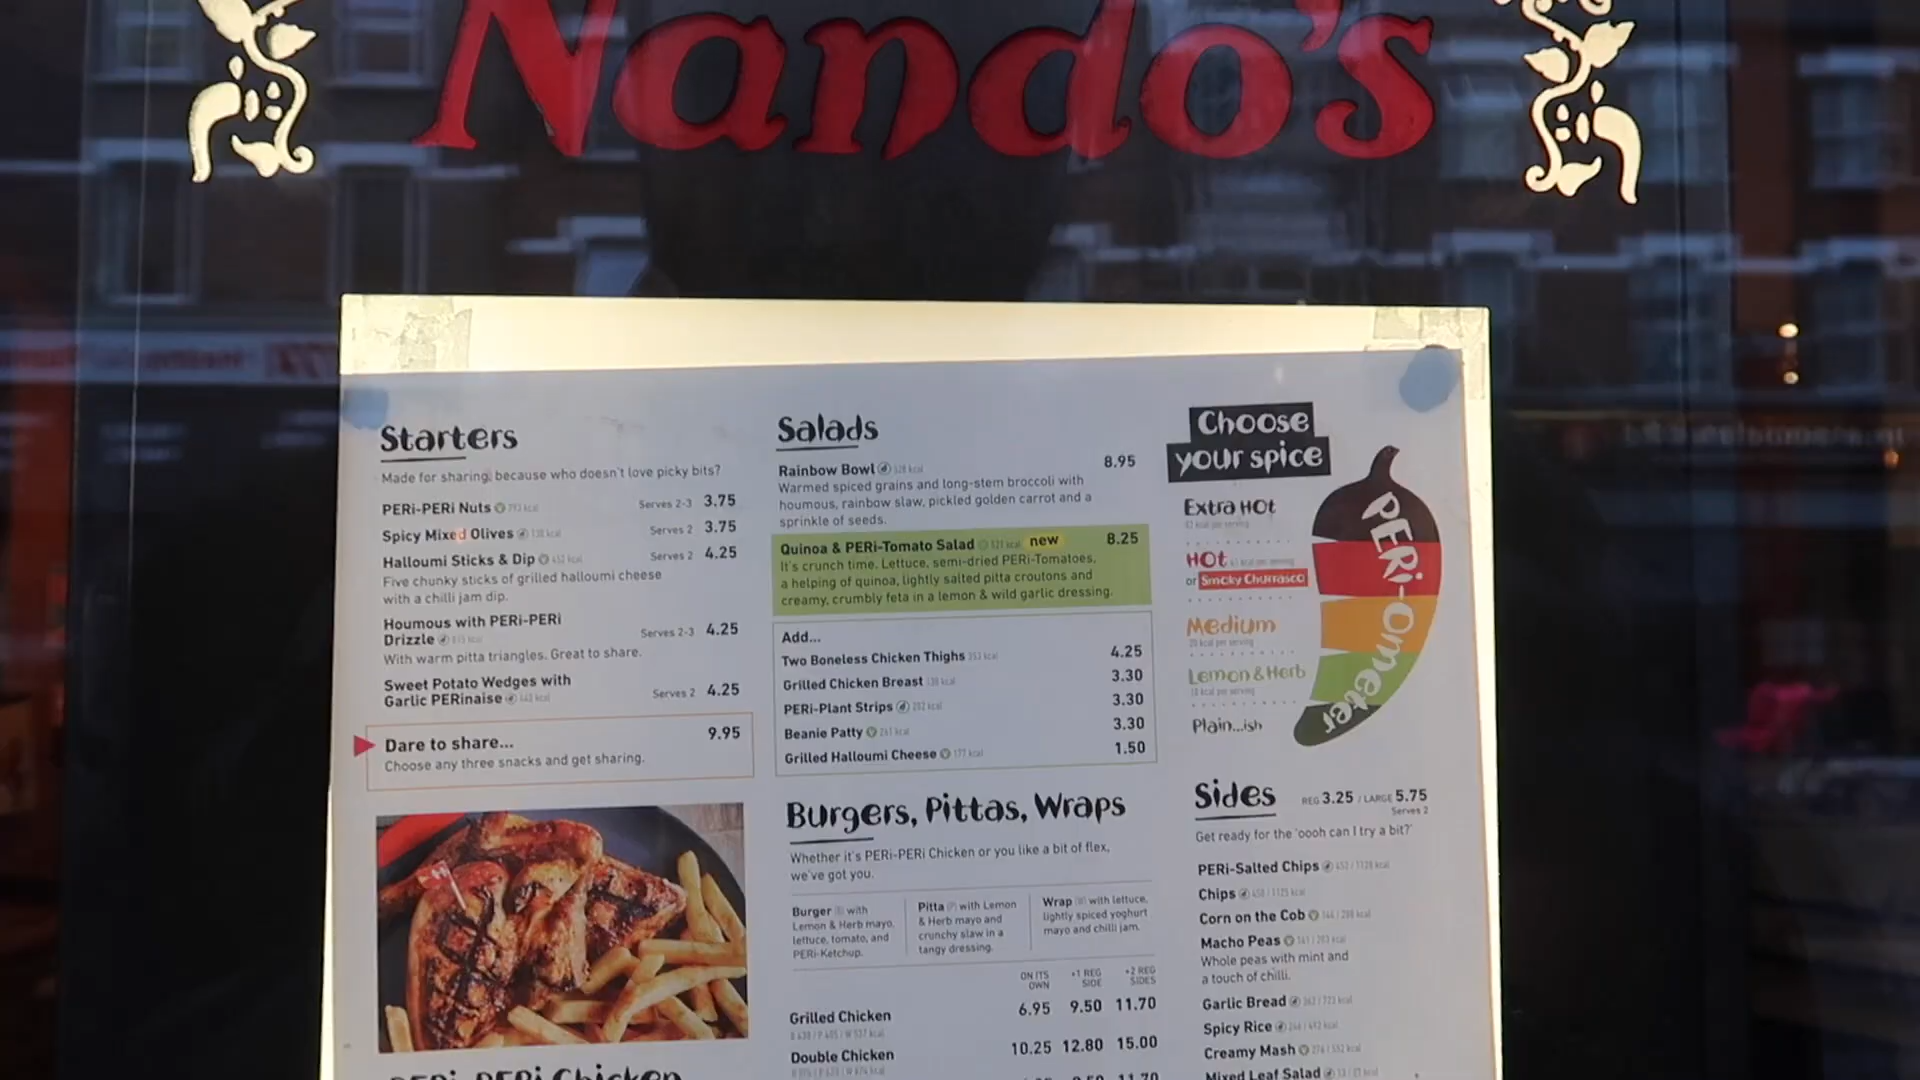 Nando's
Starters
Made for sharing, because who doesn't love picky bits?
PERi-PERi Nuts Serves 2-3 3.75
Spicy Mixed Olives Serves 2 3.75
Halloumi Sticks & Dip Serves 2 4.25
Five chunky sticks of grilled halloumi cheese
with a chilli jam dip.
Houmous with PERi-PERi
Drizzle Serves 2-3 4.25
With warm pitta triangles. Great to share.
Sweet Potato Wedges with
Garlic PERinaise Serves 2 4.25
Dare to share... 9.95
Choose any three snacks and get sharing.
PERi-PERi Chicken
Salads
Rainbow Bowl 8.95
Warmed spiced grains and long-stem broccoli with
houmous, rainbow slaw, pickled golden carrot and a
sprinkle of seeds.
Quinoa & PERi-Tomato Salad new 8.25
It's crunch time. Lettuce, semi-dried PERi-Tomatoes,
a helping of quinoa, lightly salted pitta croutons and
creamy, crumbly feta in a lemon & wild garlic dressing.
Add...
Two Boneless Chicken Thighs 4.25
Grilled Chicken Breast 3.30
PERi-Plant Strips 3.30
Beanie Patty 3.30
Grilled Halloumi Cheese 1.50
Burgers, Pittas, Wraps
Whether it's PERi-PERi Chicken or you like a bit of flex,
we've got you.
Burger with
Lemon & Herb mayo,
lettuce, tomato, and
PERi-Ketchup.
Pitta with Lemon
& Herb mayo and
crunchy slaw in a
tangy dressing.
Wrap with lettuce,
lightly spiced yoghurt
mayo and chilli jam.
ON ITS OWN +1 REG SIDE +2 REG SIDES
Grilled Chicken 6.95 9.50 11.70
Double Chicken 10.25 12.80 15.00
Choose
your spice
Extra HOt
HOt
or Smoky Churrasco
Medium
Lemon & Herb
Plain...ish
PERi-Ometer
Sides REG 3.25 / LARGE 5.75
Serves 2
Get ready for the 'oooh can I try a bit?'
PERi-Salted Chips
Chips
Corn on the Cob
Macho Peas
Whole peas with mint and
a touch of chilli.
Garlic Bread
Spicy Rice
Creamy Mash
Mixed Leaf Salad